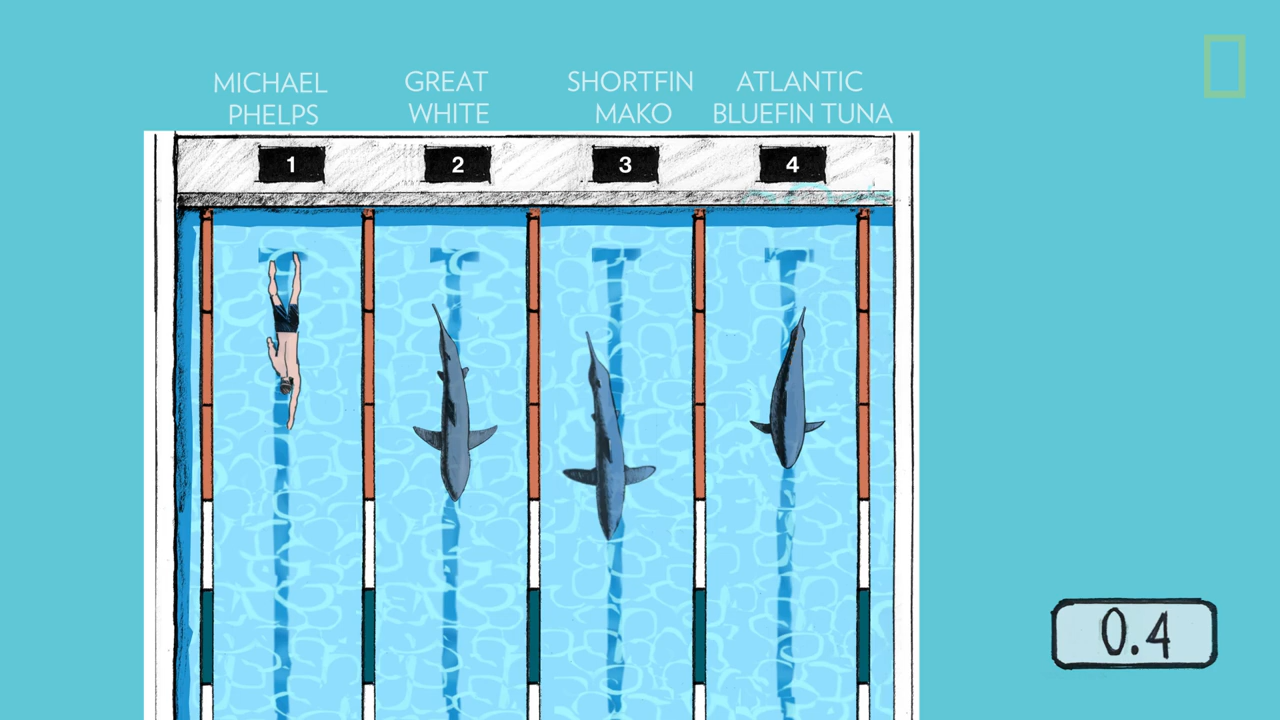 MICHAEL
PHELPS
GREAT
WHITE
SHORTFIN
MAKO
ATLANTIC
BLUEFIN TUNA
1
2
3
4
0.4